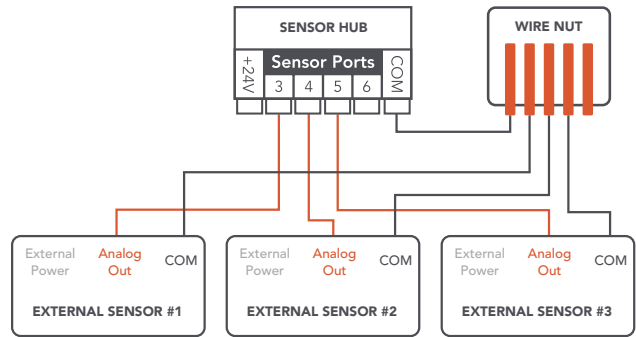 SENSOR HUB
WIRE NUT
+24V
Sensor Ports
COM
3 4 5 6
External Power
Analog Out
COM
EXTERNAL SENSOR #1
External Power
Analog Out
COM
EXTERNAL SENSOR #2
External Power
Analog Out
COM
EXTERNAL SENSOR #3